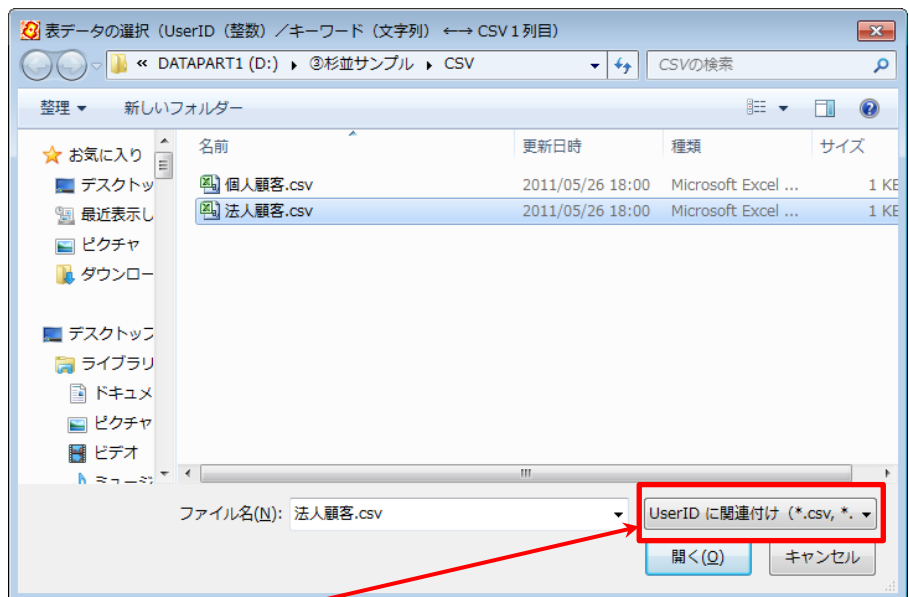 表データの選択（UserID（整数）／キーワード（文字列） ←→ CSV１列目）
« DATAPART1 (D:) ▸ ③杉並サンプル ▸ CSV
CSVの検索
整理 新しいフォルダー
名前 更新日時 種類 サイズ
お気に入り
デスクトッ
最近表示し
ピクチャ
ダウンロー
デスクトップ
ライブラリ
ドキュメ
ピクチャ
ビデオ
ミュージ
個人顧客.csv 2011/05/26 18:00 Microsoft Excel ... 1 KB
法人顧客.csv 2011/05/26 18:00 Microsoft Excel ... 1 KB
ファイル名(N): 法人顧客.csv
UserID に関連付け（*.csv, *.
開く(O) キャンセル